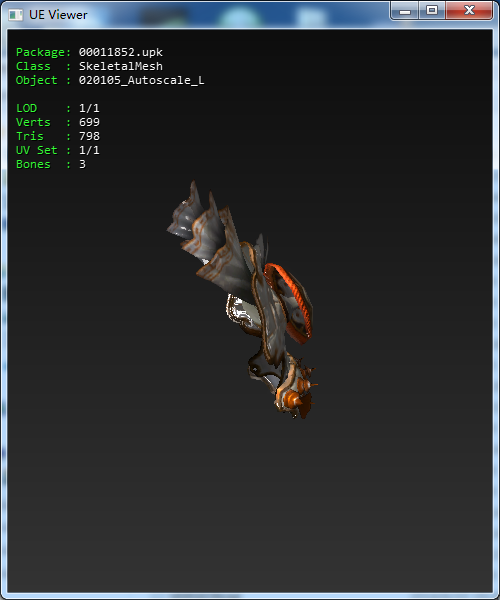 UE Viewer
Package: 00011852.upk
Class : SkeletalMesh
Object : 020105_Autoscale_L
LOD : 1/1
Verts : 699
Tris : 798
UV Set : 1/1
Bones : 3